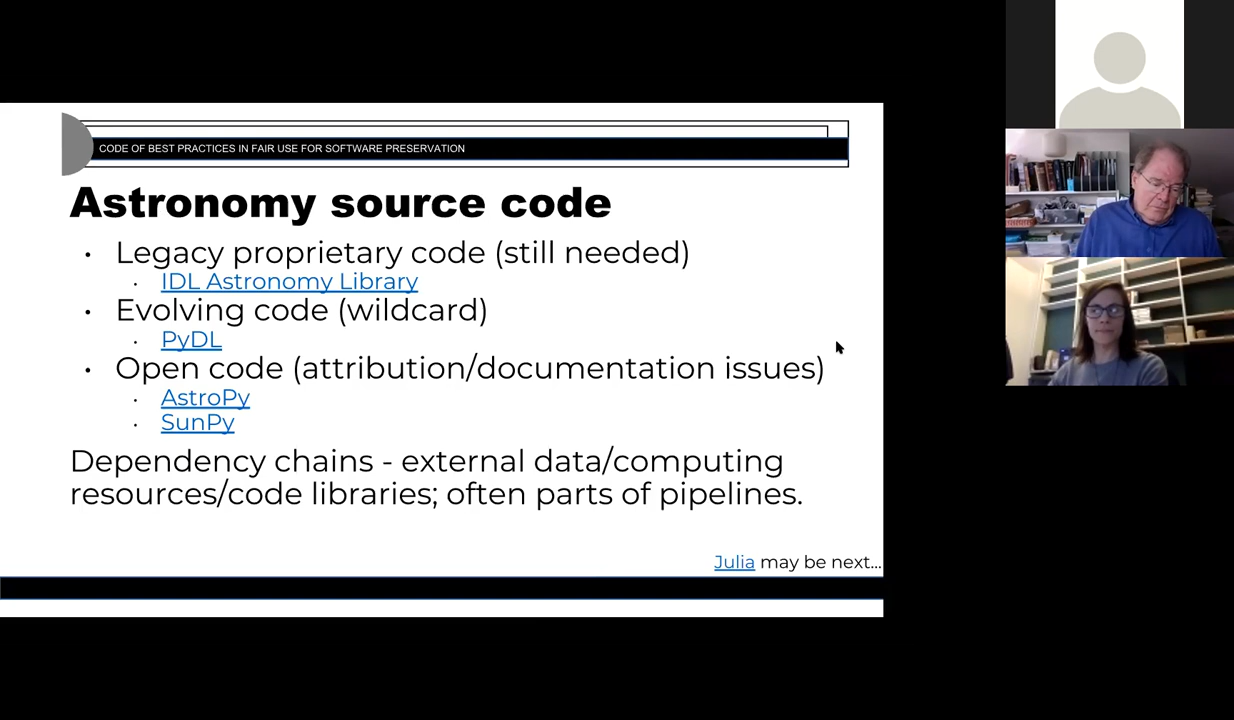 CODE OF BEST PRACTICES IN FAIR USE FOR SOFTWARE PRESERVATION
Astronomy source code
• Legacy proprietary code (still needed)
• IDL Astronomy Library
• Evolving code (wildcard)
• PyDL
• Open code (attribution/documentation issues)
• AstroPy
• SunPy
Dependency chains - external data/computing
resources/code libraries; often parts of pipelines.
Julia may be next...